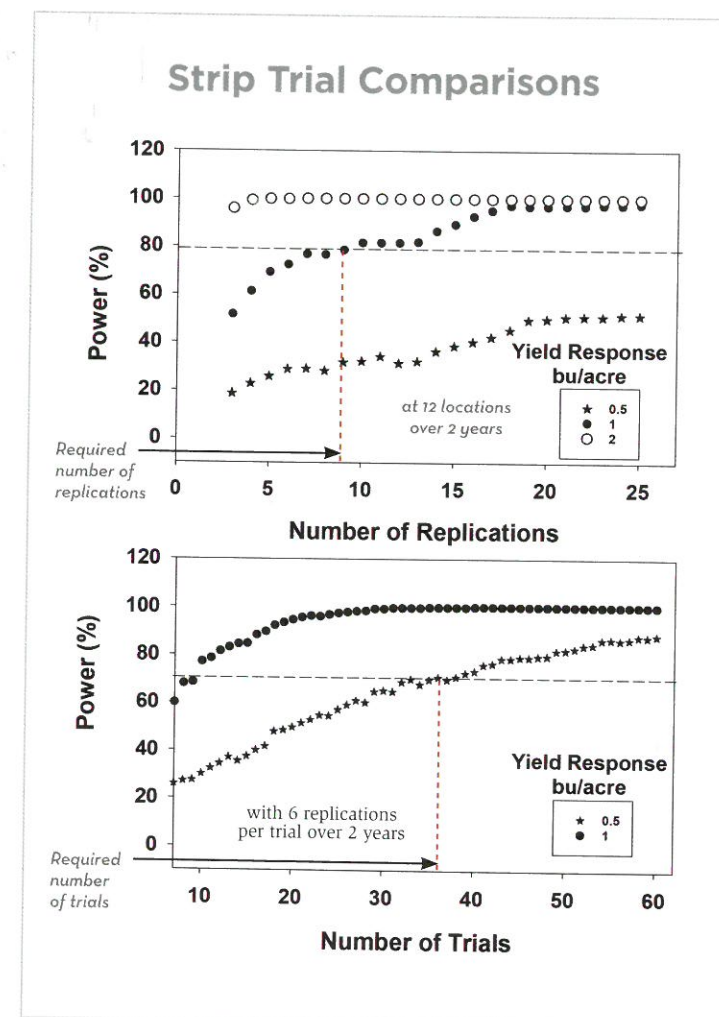 Strip Trial Comparisons
120
100
80
60
40
20
0
Power (%)
Yield Response
bu/acre
0.5
1
2
at 12 locations
over 2 years
Required
number of
replications
0
5
10
15
20
25
Number of Replications
120
100
80
60
40
20
0
Power (%)
Yield Response
bu/acre
0.5
1
with 6 replications
per trial over 2 years
Required
number
of trials
10
20
30
40
50
60
Number of Trials